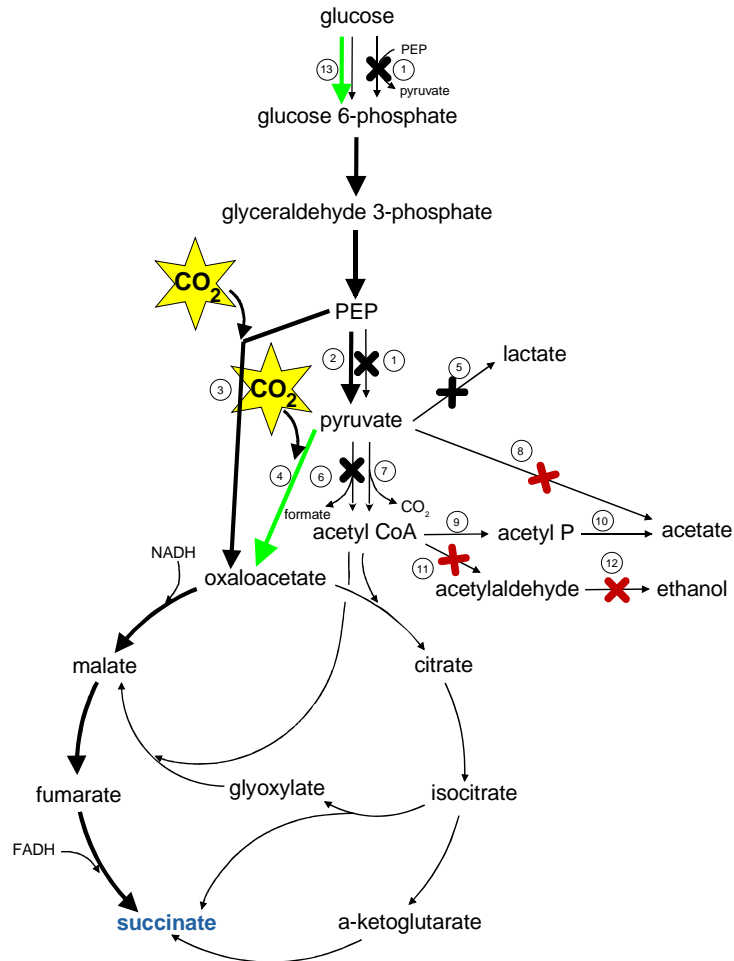 glucose
PEP
13
1
pyruvate
glucose 6-phosphate
glyceraldehyde 3-phosphate
CO2
PEP
2
1
5
lactate
3
CO2
pyruvate
8
4
6
7
formate
CO2
9
10
acetyl CoA
acetyl P
acetate
NADH
11
12
oxaloacetate
acetylaldehyde
ethanol
malate
citrate
fumarate
glyoxylate
isocitrate
FADH
succinate
a-ketoglutarate